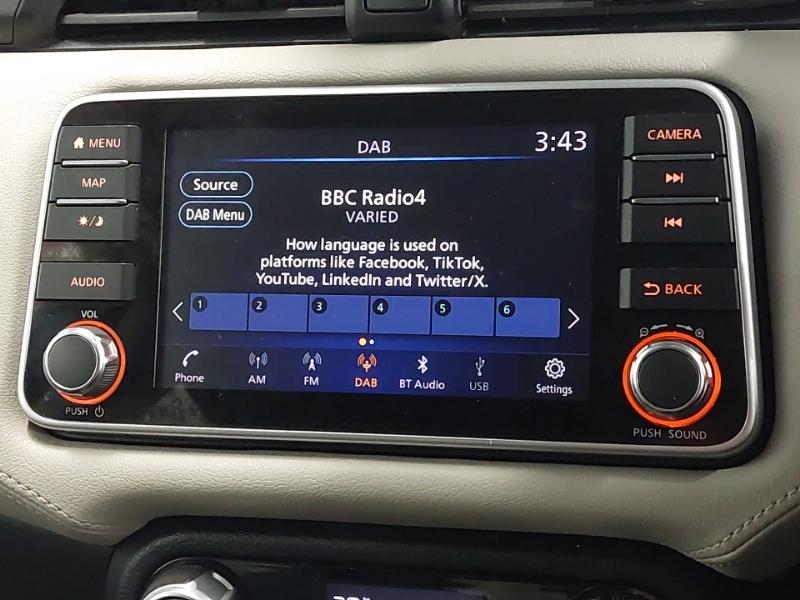 MENU
MAP
AUDIO
VOL
PUSH
DAB
3:43
Source
DAB Menu
BBC Radio4
VARIED
How language is used on
platforms like Facebook, TikTok,
YouTube, LinkedIn and Twitter/X.
1 2 3 4 5 6
Phone AM FM DAB BT Audio USB Settings
CAMERA
BACK
PUSH SOUND